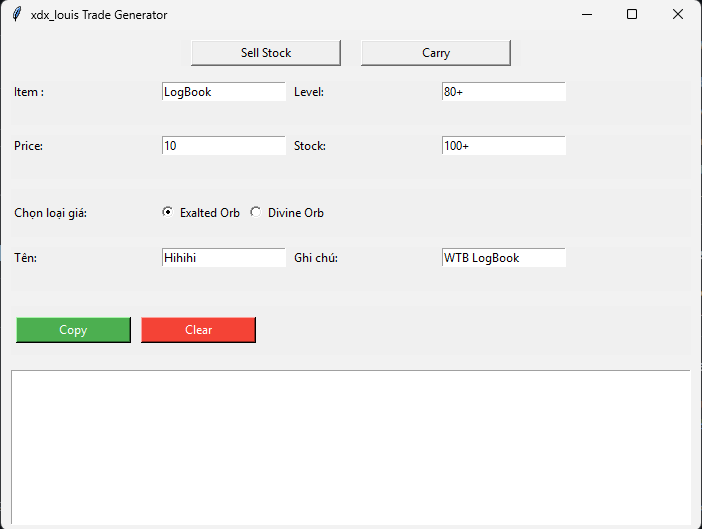 xdx_louis Trade Generator
Sell Stock Carry
Item : LogBook Level: 80+
Price: 10 Stock: 100+
Chọn loại giá: Exalted Orb Divine Orb
Tên: Hihihi Ghi chú: WTB LogBook
Copy Clear